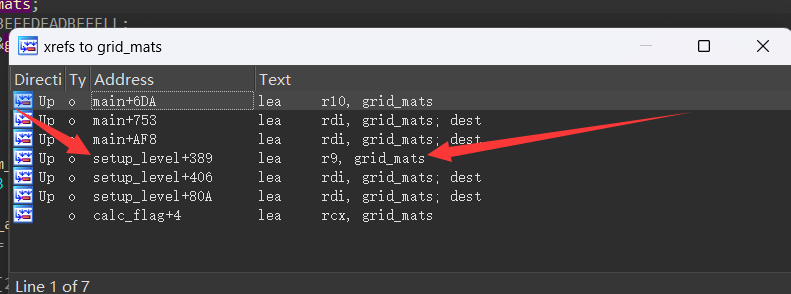 mats;
BEEFDEADBEEFLL;
xrefs to grid_mats
Directi Ty Address Text
Up o main+6DA lea r10, grid_mats
Up o main+753 lea rdi, grid_mats; dest
Up o main+AF8 lea rdi, grid_mats; dest
Up o setup_level+389 lea r9, grid_mats
Up o setup_level+406 lea rdi, grid_mats; dest
Up o setup_level+80A lea rdi, grid_mats; dest
o calc_flag+4 lea rcx, grid_mats
Line 1 of 7